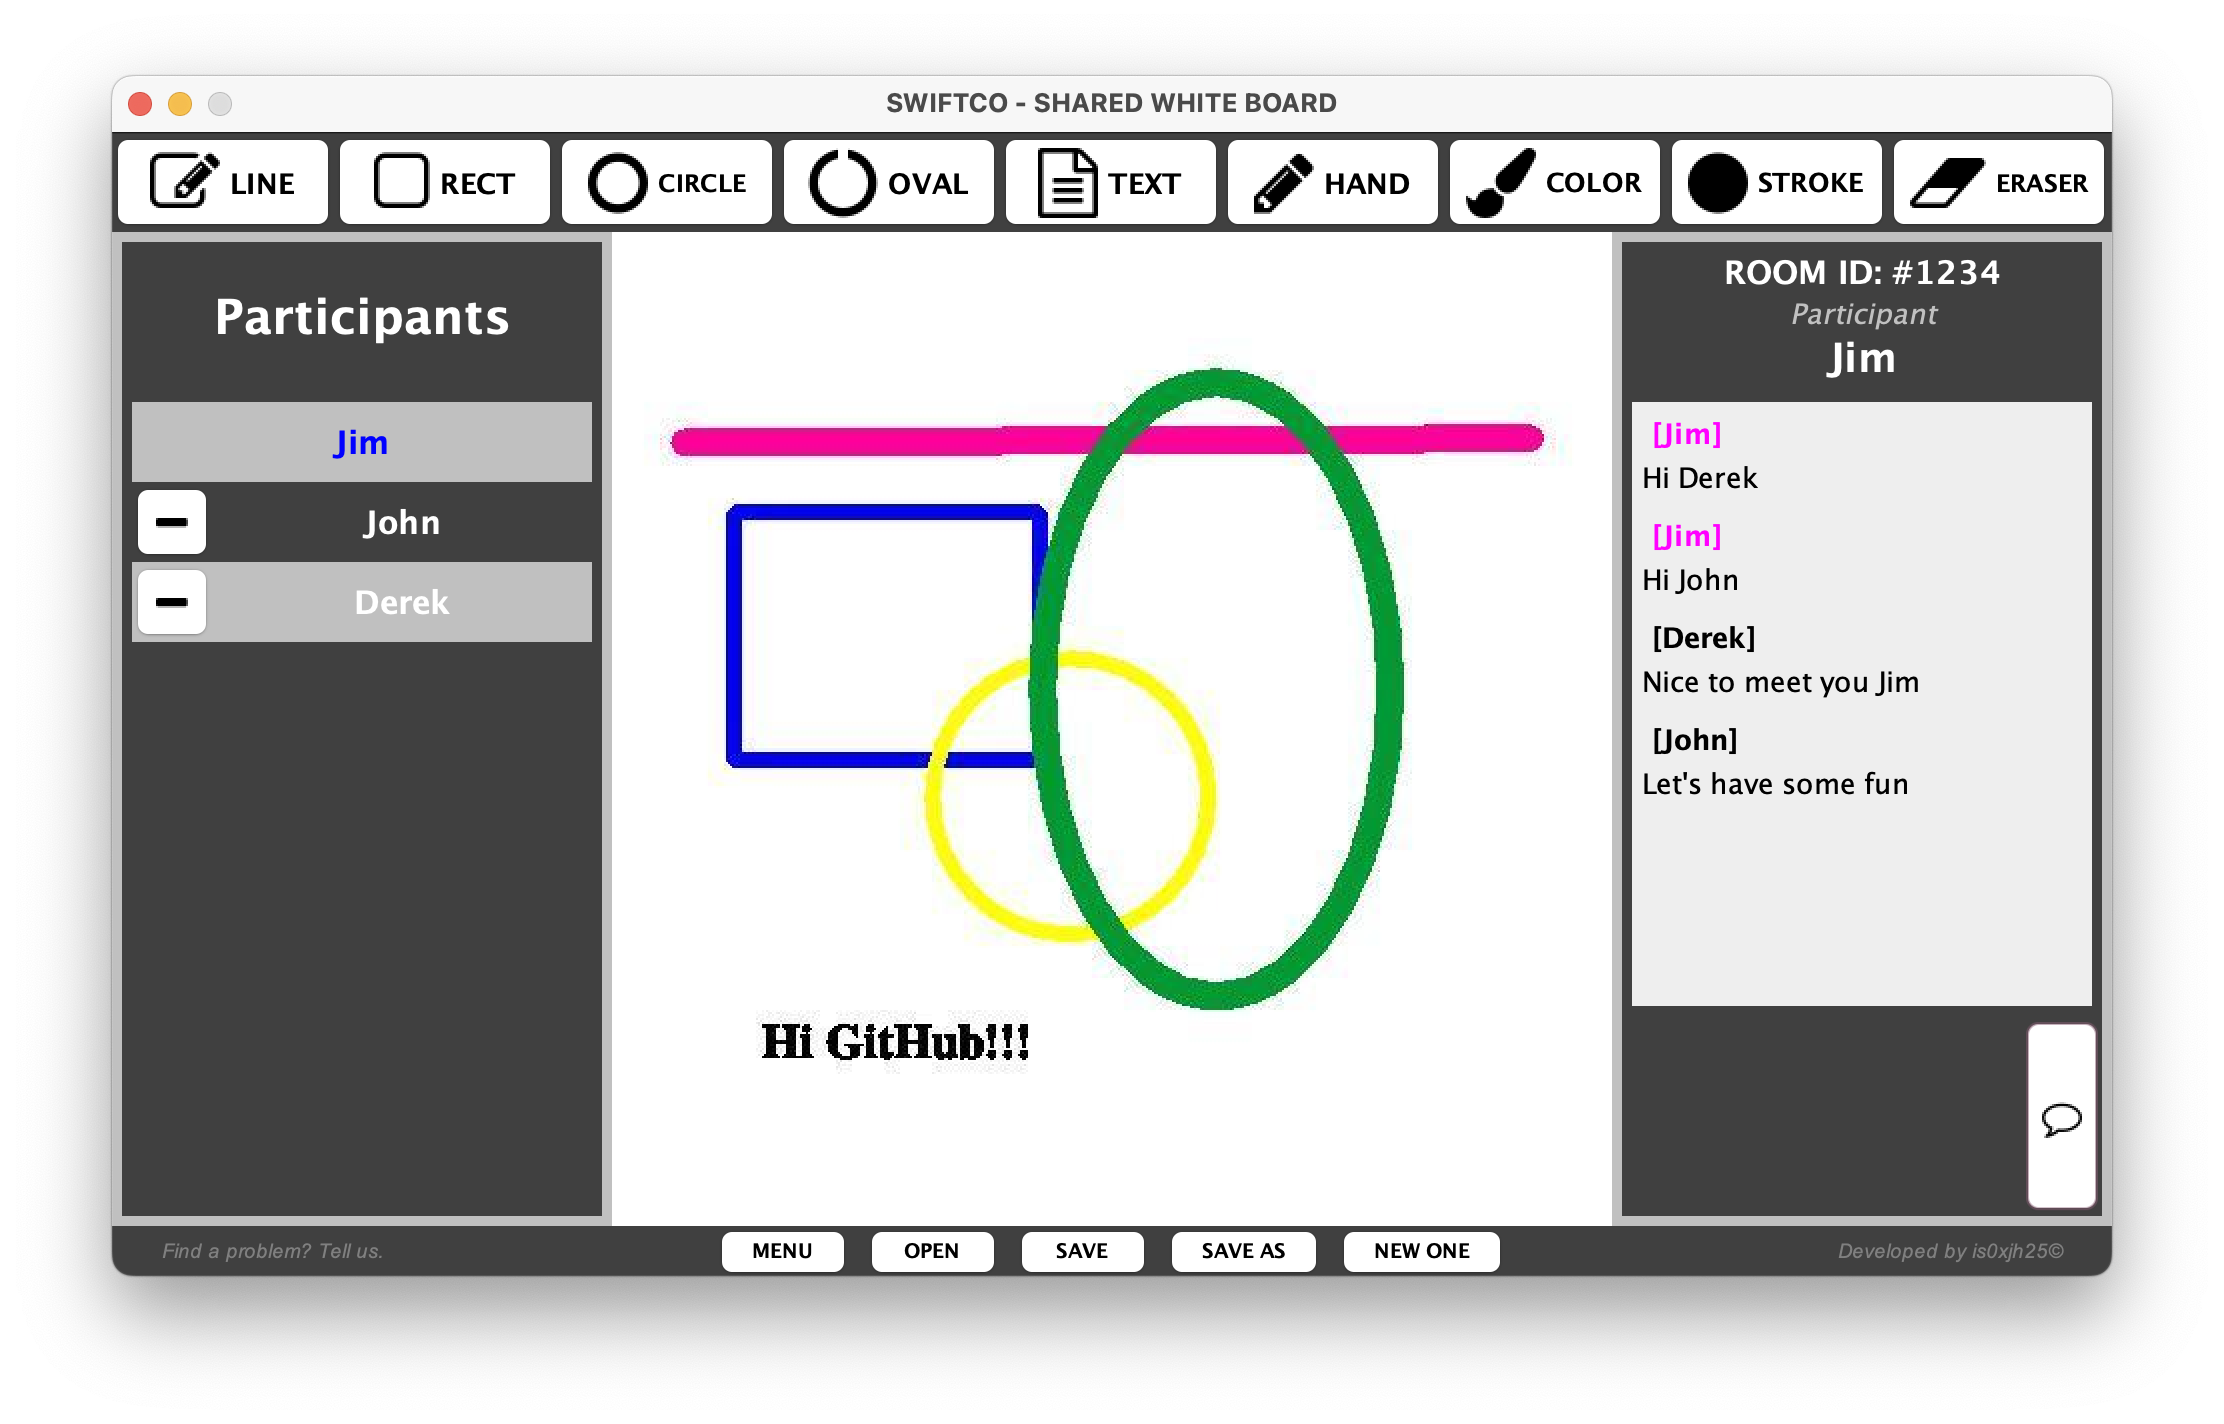 SWIFTCO - SHARED WHITE BOARD
LINE
RECT
CIRCLE
OVAL
TEXT
HAND
COLOR
STROKE
ERASER
Participants
Jim
John
Derek
Hi GitHub!!!
ROOM ID: #1234
Participant
Jim
[Jim]
Hi Derek
[Jim]
Hi John
[Derek]
Nice to meet you Jim
[John]
Let's have some fun
Find a problem? Tell us.
MENU
OPEN
SAVE
SAVE AS
NEW ONE
Developed by is0xjh25©